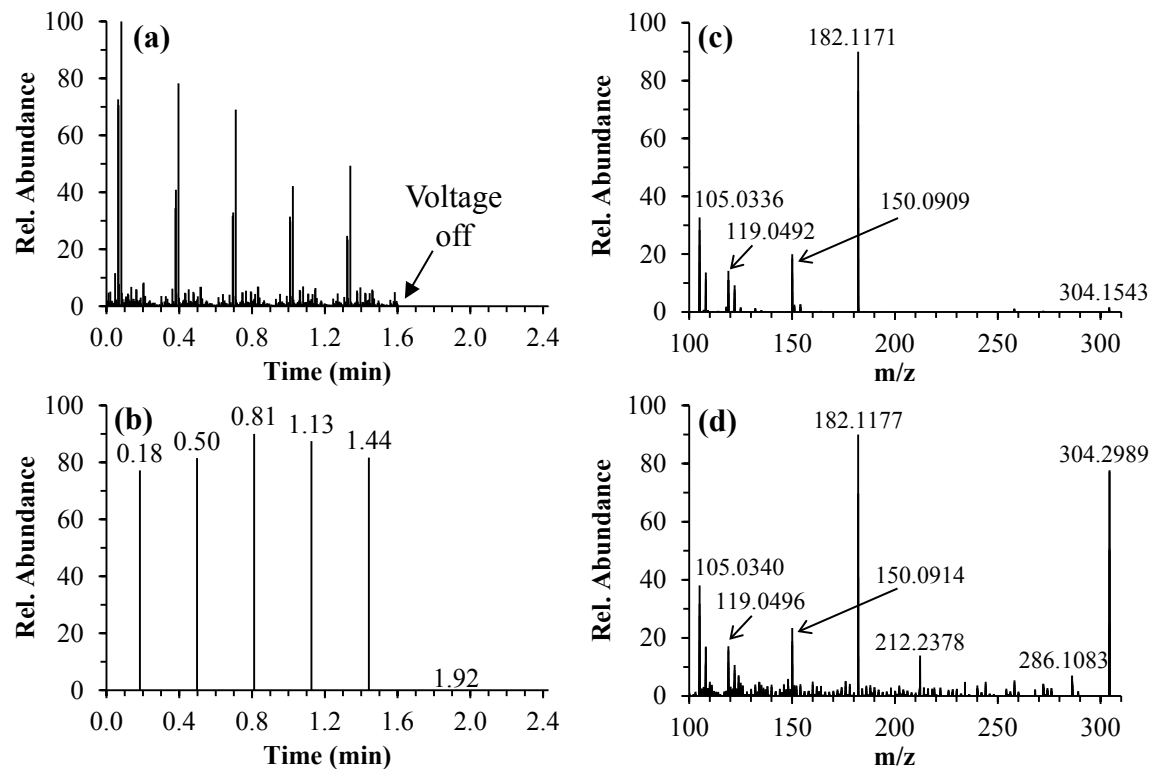 (a)
Rel. Abundance
100
80
60
40
20
0
Voltage
off
0.0 0.4 0.8 1.2 1.6 2.0 2.4
Time (min)
(b)
Rel. Abundance
100
80
60
40
20
0
0.18
0.50
0.81
1.13
1.44
1.92
0.0 0.4 0.8 1.2 1.6 2.0 2.4
Time (min)
(c)
Rel. Abundance
100
80
60
40
20
0
182.1171
105.0336
119.0492
150.0909
304.1543
100 150 200 250 300
m/z
(d)
Rel. Abundance
100
80
60
40
20
0
182.1177
304.2989
105.0340
119.0496
150.0914
212.2378
286.1083
100 150 200 250 300
m/z